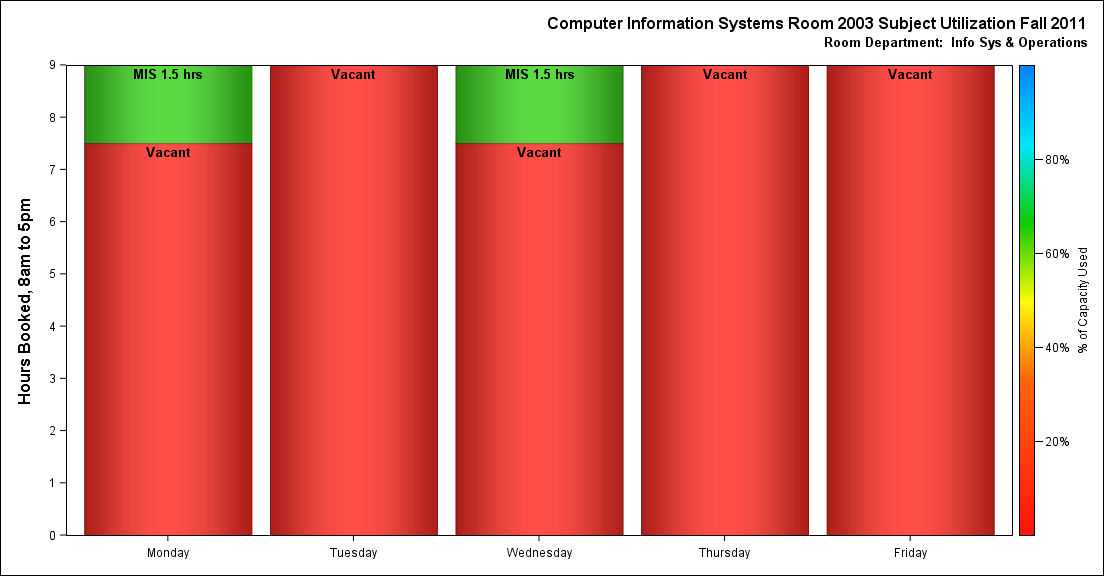 Computer Information Systems Room 2003 Subject Utilization Fall 2011
Room Department:  Info Sys & Operations
Hours Booked, 8am to 5pm
9
8
7
6
5
4
3
2
1
0
MIS 1.5 hrs
Vacant
Vacant
MIS 1.5 hrs
Vacant
Vacant
Vacant
Monday
Tuesday
Wednesday
Thursday
Friday
80%
60%
40%
20%
% of Capacity Used